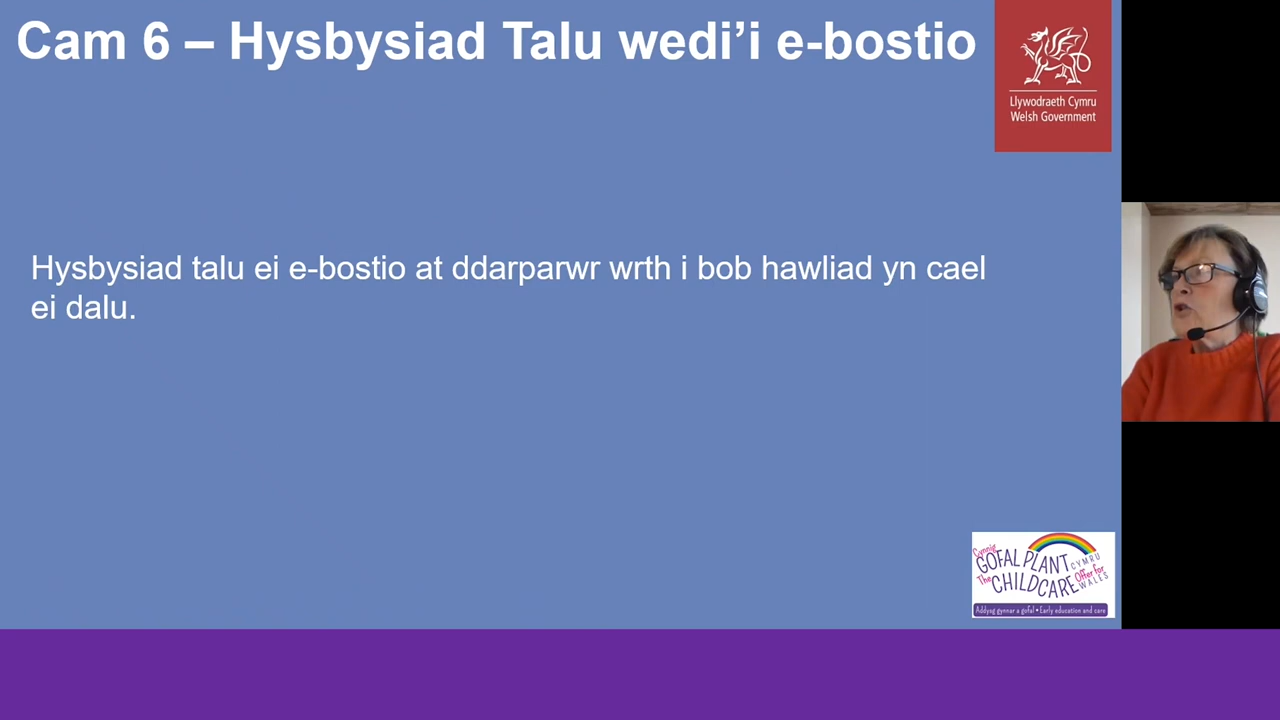 Cam 6 – Hysbysiad Talu wedi’i e-bostio
Llywodraeth Cymru
Welsh Government
Hysbysiad talu ei e-bostio at ddarparwr wrth i bob hawliad yn cael
ei dalu.
Cynnig
GOFAL PLANT
CYMRU
The
CHILDCARE
Offer for
WALES
Addysg gynnar a gofal • Early education and care